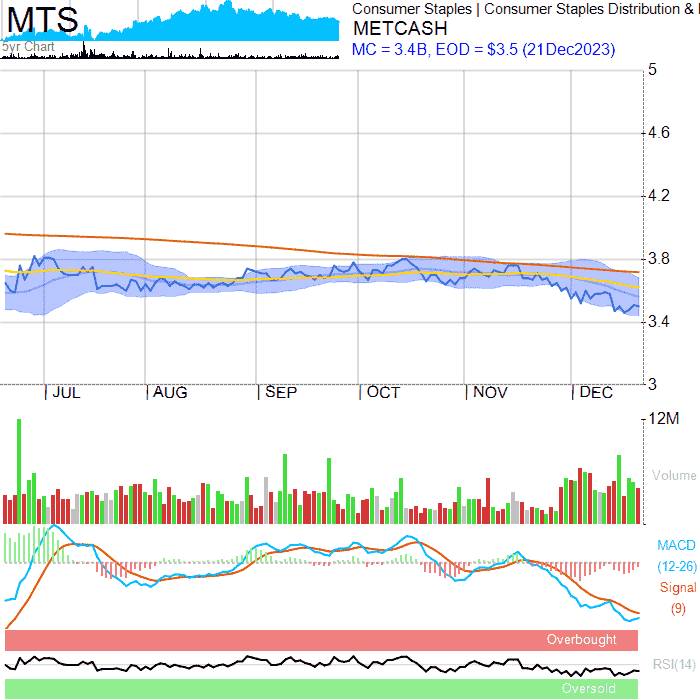 MTS
5yr Chart
Consumer Staples | Consumer Staples Distribution &
METCASH
MC = 3.4B, EOD = $3.5 (21Dec2023)
5
4.6
4.2
3.8
3.4
3
JUL
AUG
SEP
OCT
NOV
DEC
12M
Volume
MACD
(12-26)
Signal
(9)
Overbought
RSI(14)
Oversold